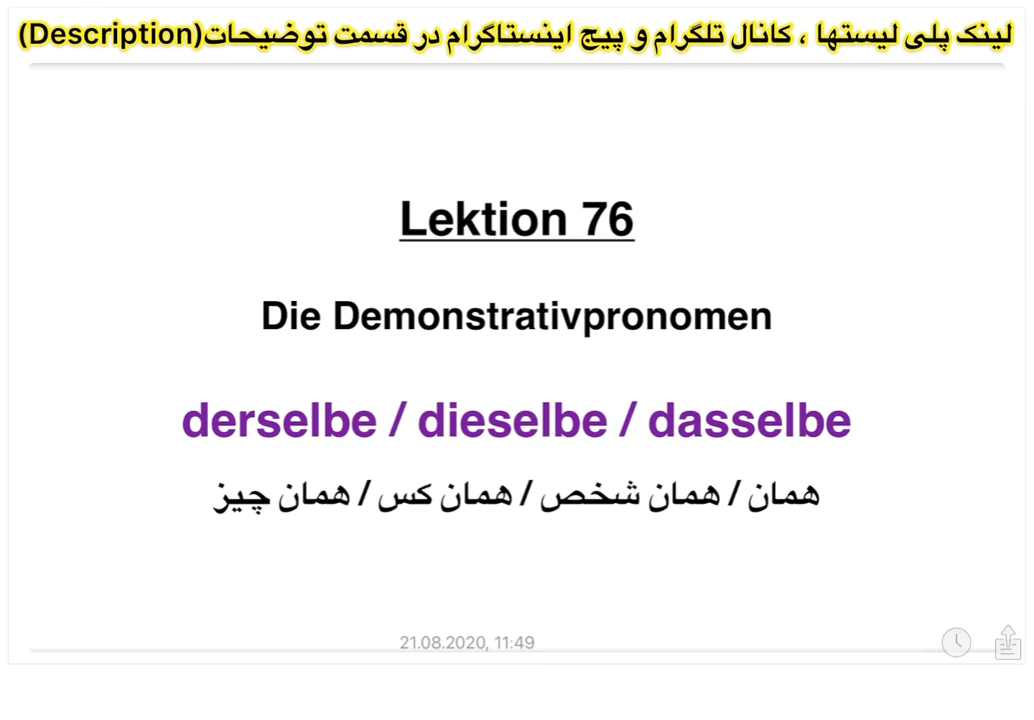 لینک پلی لیستها ، کانال تلگرام و پیج اینستاگرام در قسمت توضیحات(Description)
Lektion 76
Die Demonstrativpronomen
derselbe / dieselbe / dasselbe
همان / همان شخص / همان کس / همان چیز
21.08.2020, 11:49